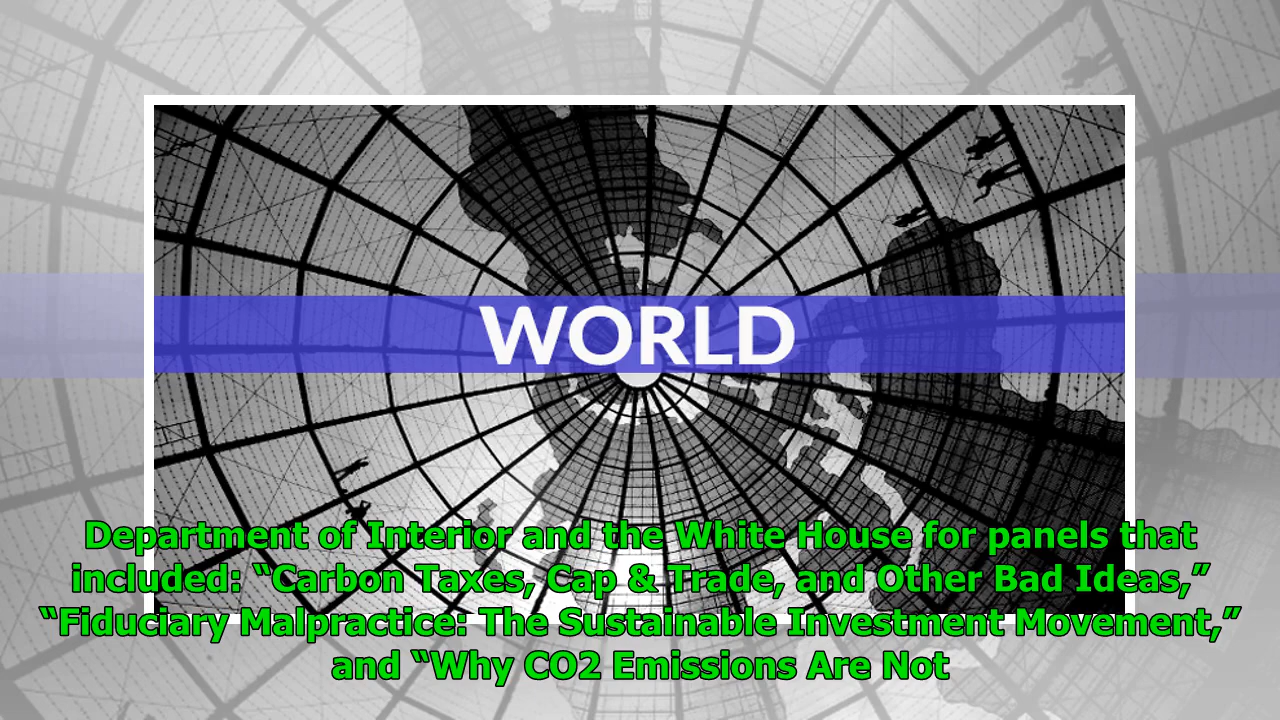 WORLD
Department of Interior and the White House for panels that
included: “Carbon Taxes, Cap & Trade, and Other Bad Ideas,”
“Fiduciary Malpractice: The Sustainable Investment Movement,”
and “Why CO2 Emissions Are Not